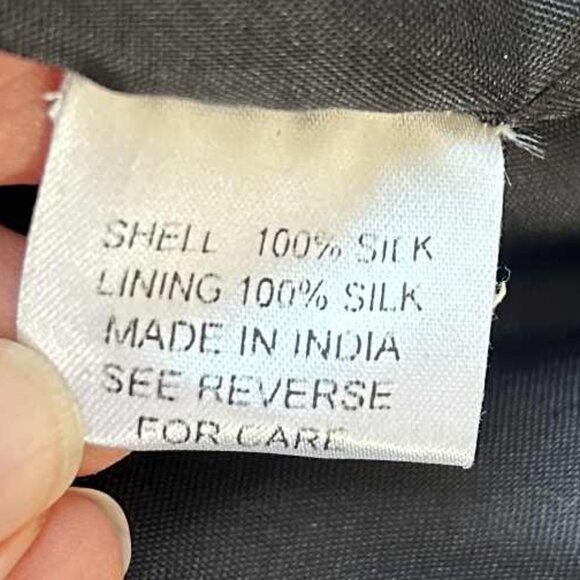 SHELL 100% SILK
LINING 100% SILK
MADE IN INDIA
SEE REVERSE
FOR CARE